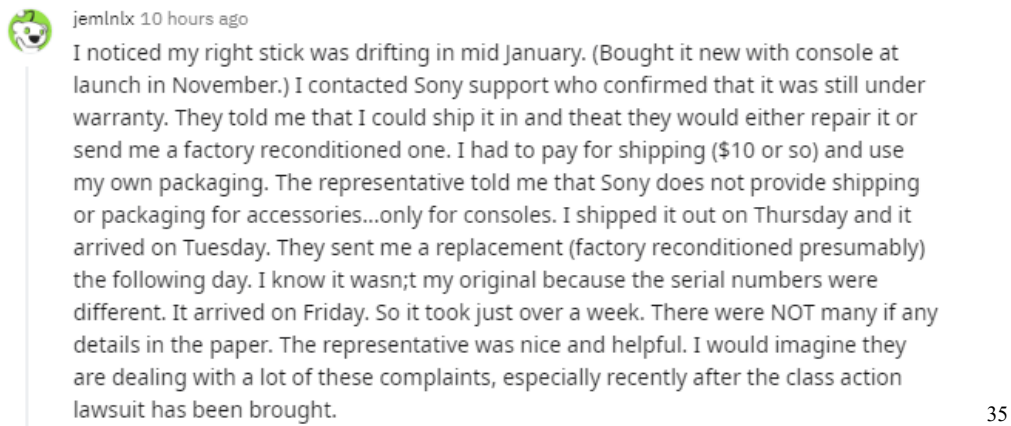 jemlnlx 10 hours ago
I noticed my right stick was drifting in mid January. (Bought it new with console at
launch in November.) I contacted Sony support who confirmed that it was still under
warranty. They told me that I could ship it in and theat they would either repair it or
send me a factory reconditioned one. I had to pay for shipping ($10 or so) and use
my own packaging. The representative told me that Sony does not provide shipping
or packaging for accessories...only for consoles. I shipped it out on Thursday and it
arrived on Tuesday. They sent me a replacement (factory reconditioned presumably)
the following day. I know it wasn;t my original because the serial numbers were
different. It arrived on Friday. So it took just over a week. There were NOT many if any
details in the paper. The representative was nice and helpful. I would imagine they
are dealing with a lot of these complaints, especially recently after the class action
lawsuit has been brought.
35